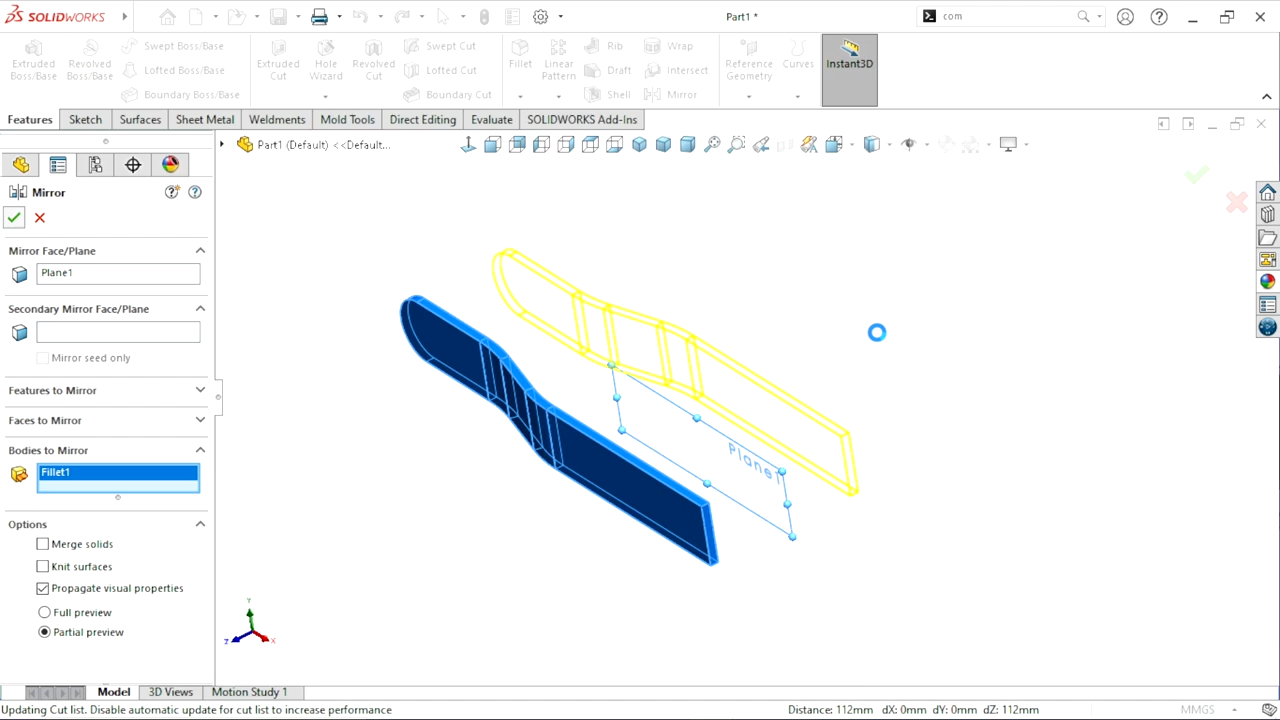 SOLIDWORKS
Part1 *
com
Extruded Boss/Base
Revolved Boss/Base
Swept Boss/Base
Lofted Boss/Base
Boundary Boss/Base
Extruded Cut
Hole Wizard
Revolved Cut
Swept Cut
Lofted Cut
Boundary Cut
Fillet
Linear Pattern
Rib
Draft
Shell
Wrap
Intersect
Mirror
Reference Geometry
Curves
Instant3D
Features
Sketch
Surfaces
Sheet Metal
Weldments
Mold Tools
Direct Editing
Evaluate
SOLIDWORKS Add-Ins
Part1 (Default) <<Default...
Mirror
Mirror Face/Plane
Plane1
Secondary Mirror Face/Plane
Mirror seed only
Features to Mirror
Faces to Mirror
Bodies to Mirror
Fillet1
Options
Merge solids
Knit surfaces
Propagate visual properties
Full preview
Partial preview
Plane1
Y
Z
X
Model
3D Views
Motion Study 1
Updating Cut list. Disable automatic update for cut list to increase performance
Distance: 112mm dX: 0mm dY: 0mm dZ: 112mm
MMGS